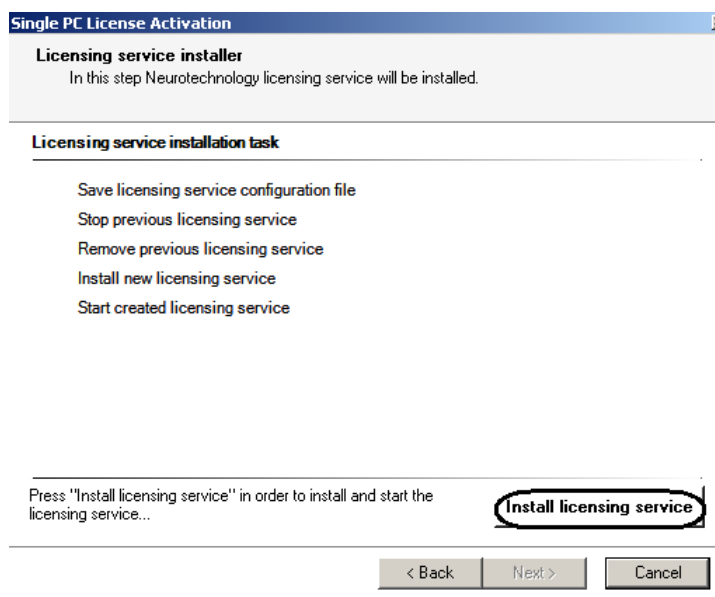 Single PC License Activation
Licensing service installer
In this step Neurotechnology licensing service will be installed.
Licensing service installation task
Save licensing service configuration file
Stop previous licensing service
Remove previous licensing service
Install new licensing service
Start created licensing service
Press "Install licensing service" in order to install and start the
licensing service...
Install licensing service
< Back
Next >
Cancel